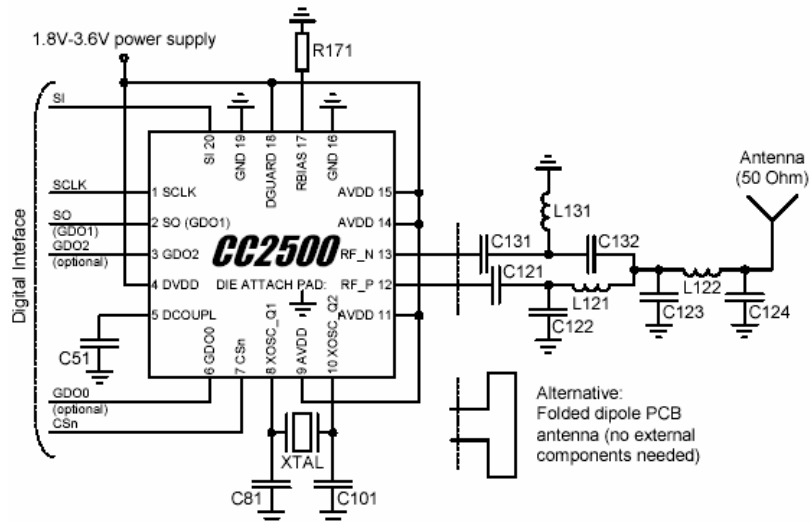 1.8V-3.6V power supply
R171
SI
SI 20
GND 19
DGUARD 18
RBIAS 17
GND 16
Antenna
(50 Ohm)
Digital Interface
SCLK
1 SCLK
AVDD 15
L131
SO
(GDO1)
2 SO (GDO1)
AVDD 14
GDO2
(optional)
3 GDO2
CC2500
RF_N 13
C131
C132
4 DVDD
DIE ATTACH PAD:
RF_P 12
C121
L121
L122
5 DCOUPL
AVDD 11
C122
C123
C124
C51
6 GDO0
7 CSn
8 XOSC_Q1
9 AVDD
10 XOSC_Q2
GDO0
(optional)
CSn
XTAL
C81
C101
Alternative:
Folded dipole PCB
antenna (no external
components needed)